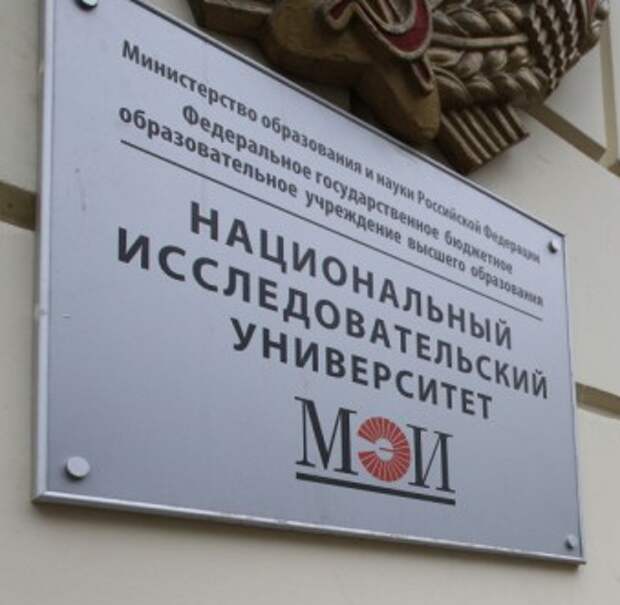 Министерство образования и науки Российской Федерации
Федеральное государственное бюджетное
образовательное учреждение высшего образования
НАЦИОНАЛЬНЫЙ
ИССЛЕДОВАТЕЛЬСКИЙ
УНИВЕРСИТЕТ
МЭИ